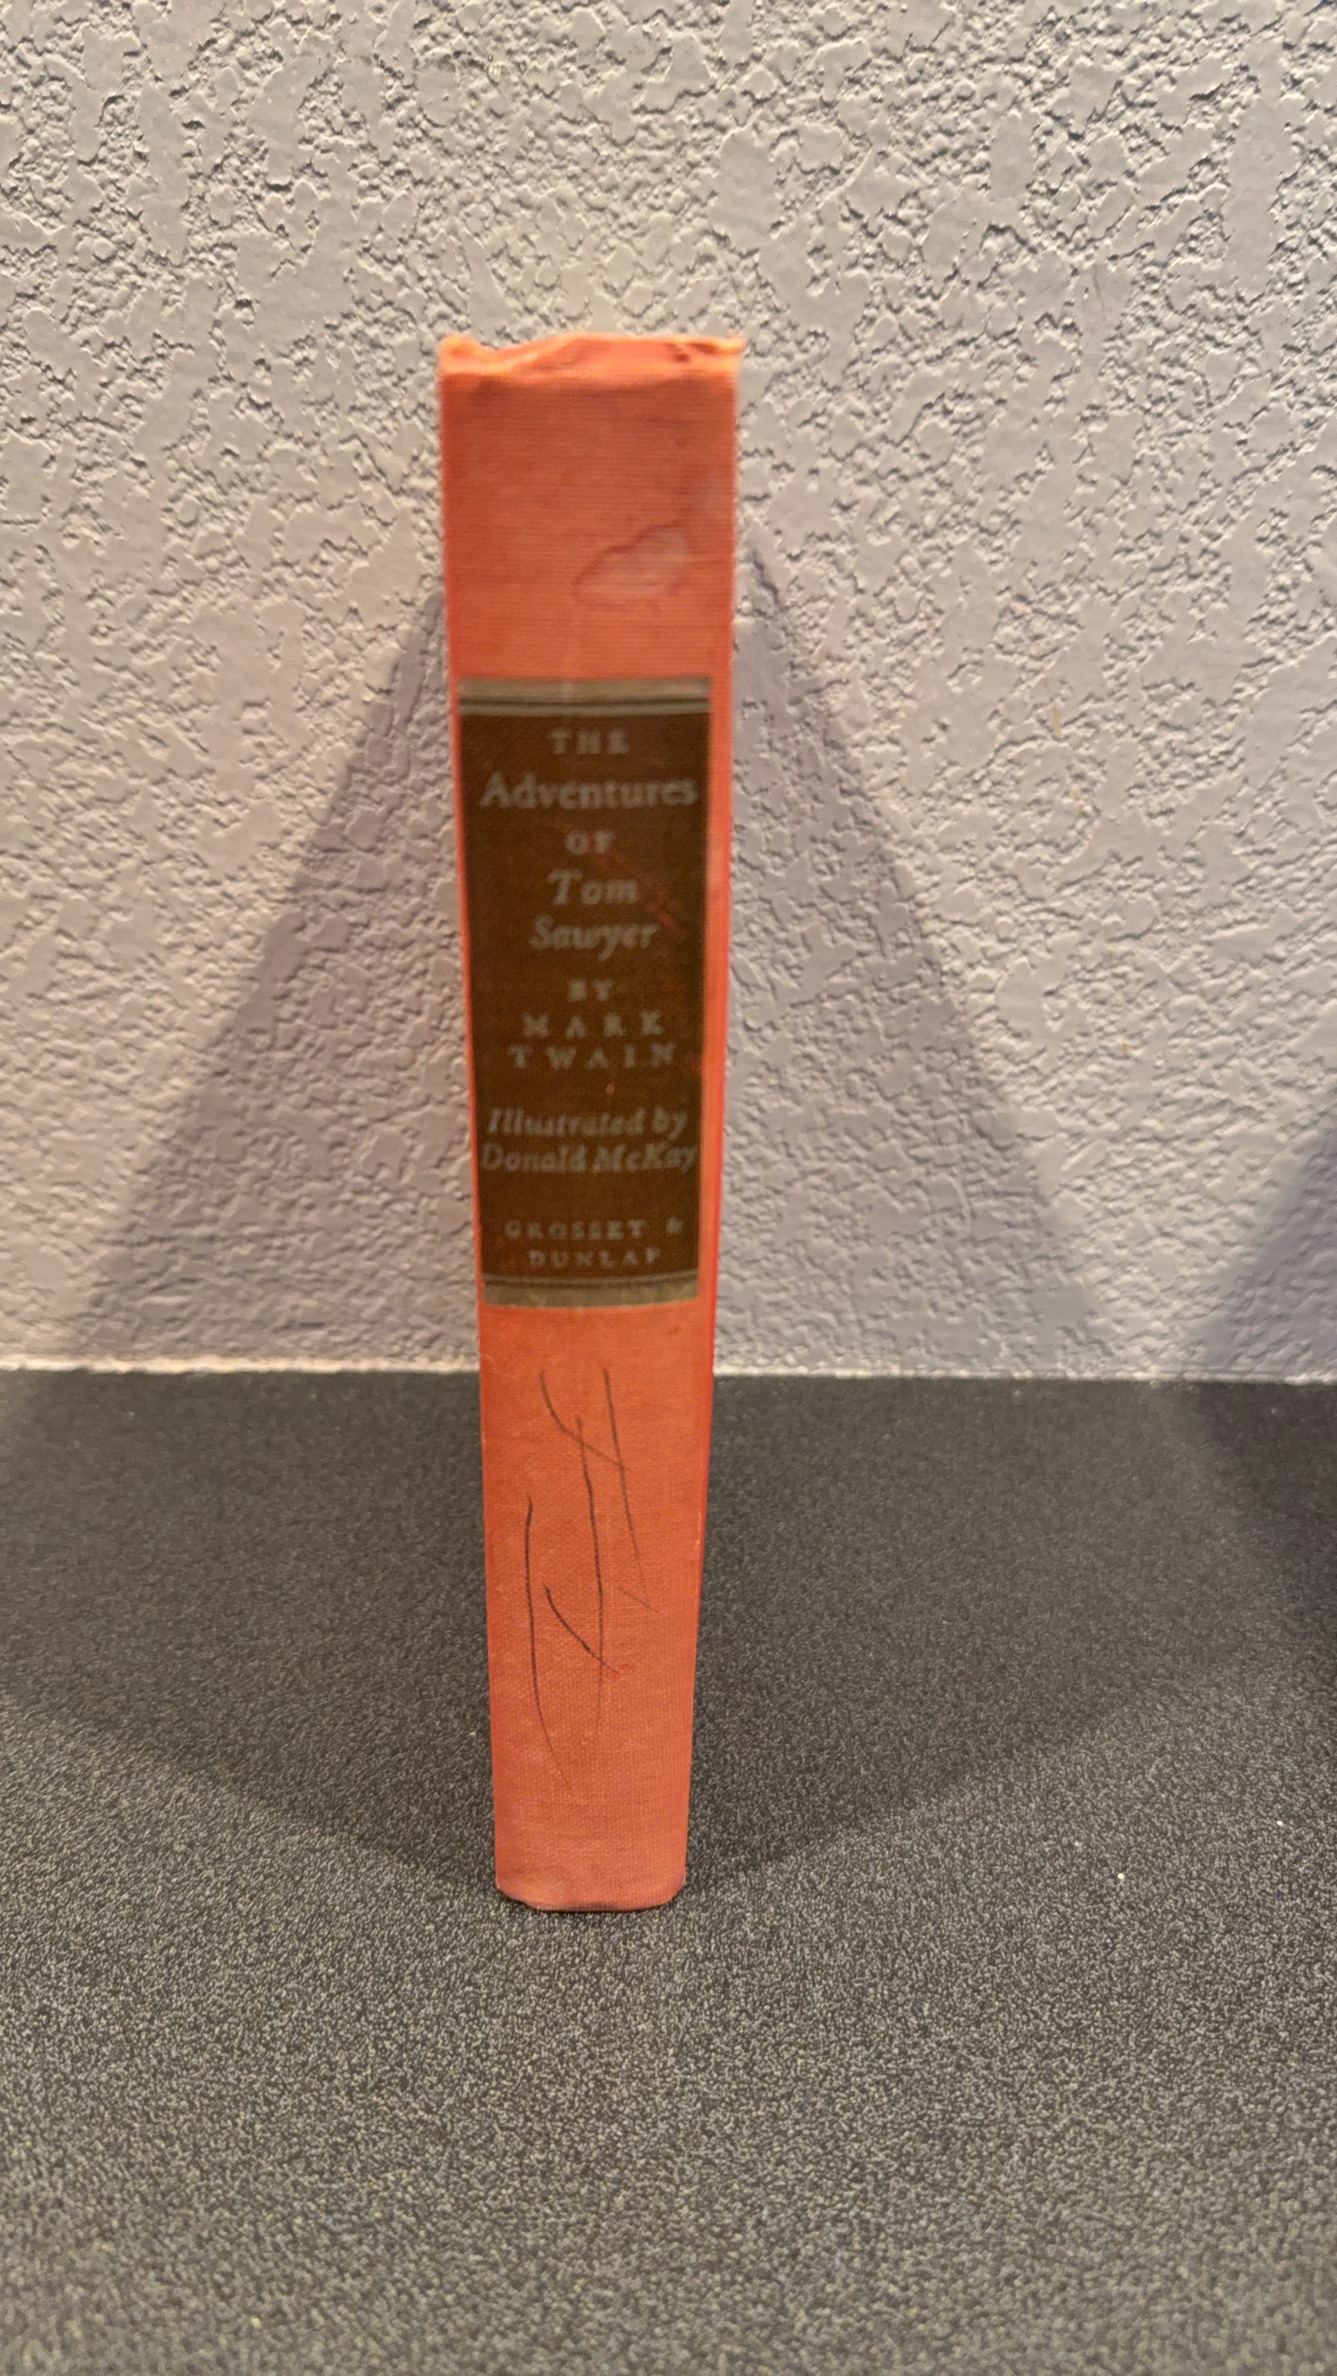 THE
Adventures
OF
Tom
Sawyer
BY
MARK
TWAIN
Illustrated by
Donald McKay
GROSSET &
DUNLAP